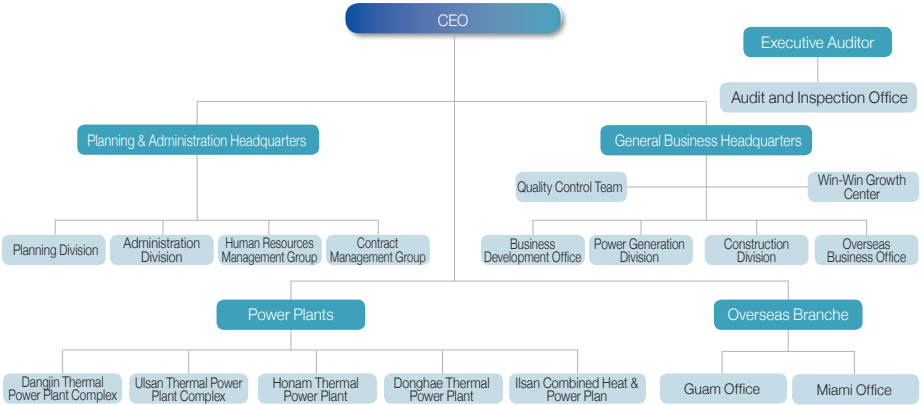 CEO
Executive Auditor
Audit and Inspection Office
Planning & Administration Headquarters
General Business Headquarters
Quality Control Team
Win-Win Growth
Center
Planning Division
Administration
Division
Human Resources
Management Group
Contract
Management Group
Business
Development Office
Power Generation
Division
Construction
Division
Overseas
Business Office
Power Plants
Overseas Branche
Dangjin Thermal
Power Plant Complex
Ulsan Thermal Power
Plant Complex
Honam Thermal
Power Plant
Donghae Thermal
Power Plant
Ilsan Combined Heat &
Power Plan
Guam Office
Miami Office